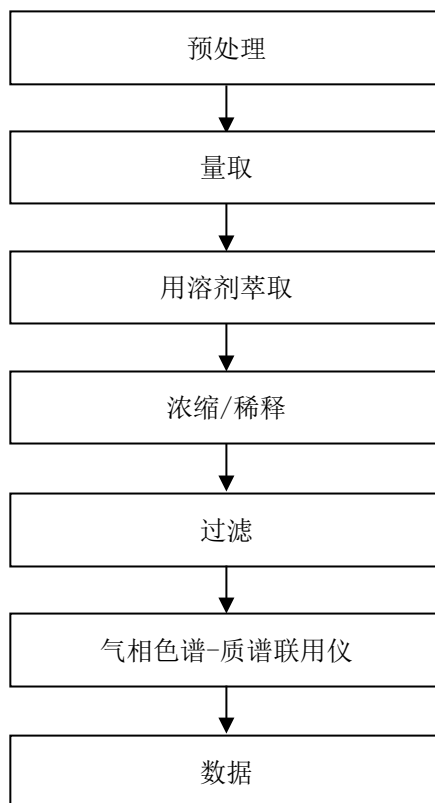 预处理
量取
用溶剂萃取
浓缩/稀释
过滤
气相色谱-质谱联用仪
数据